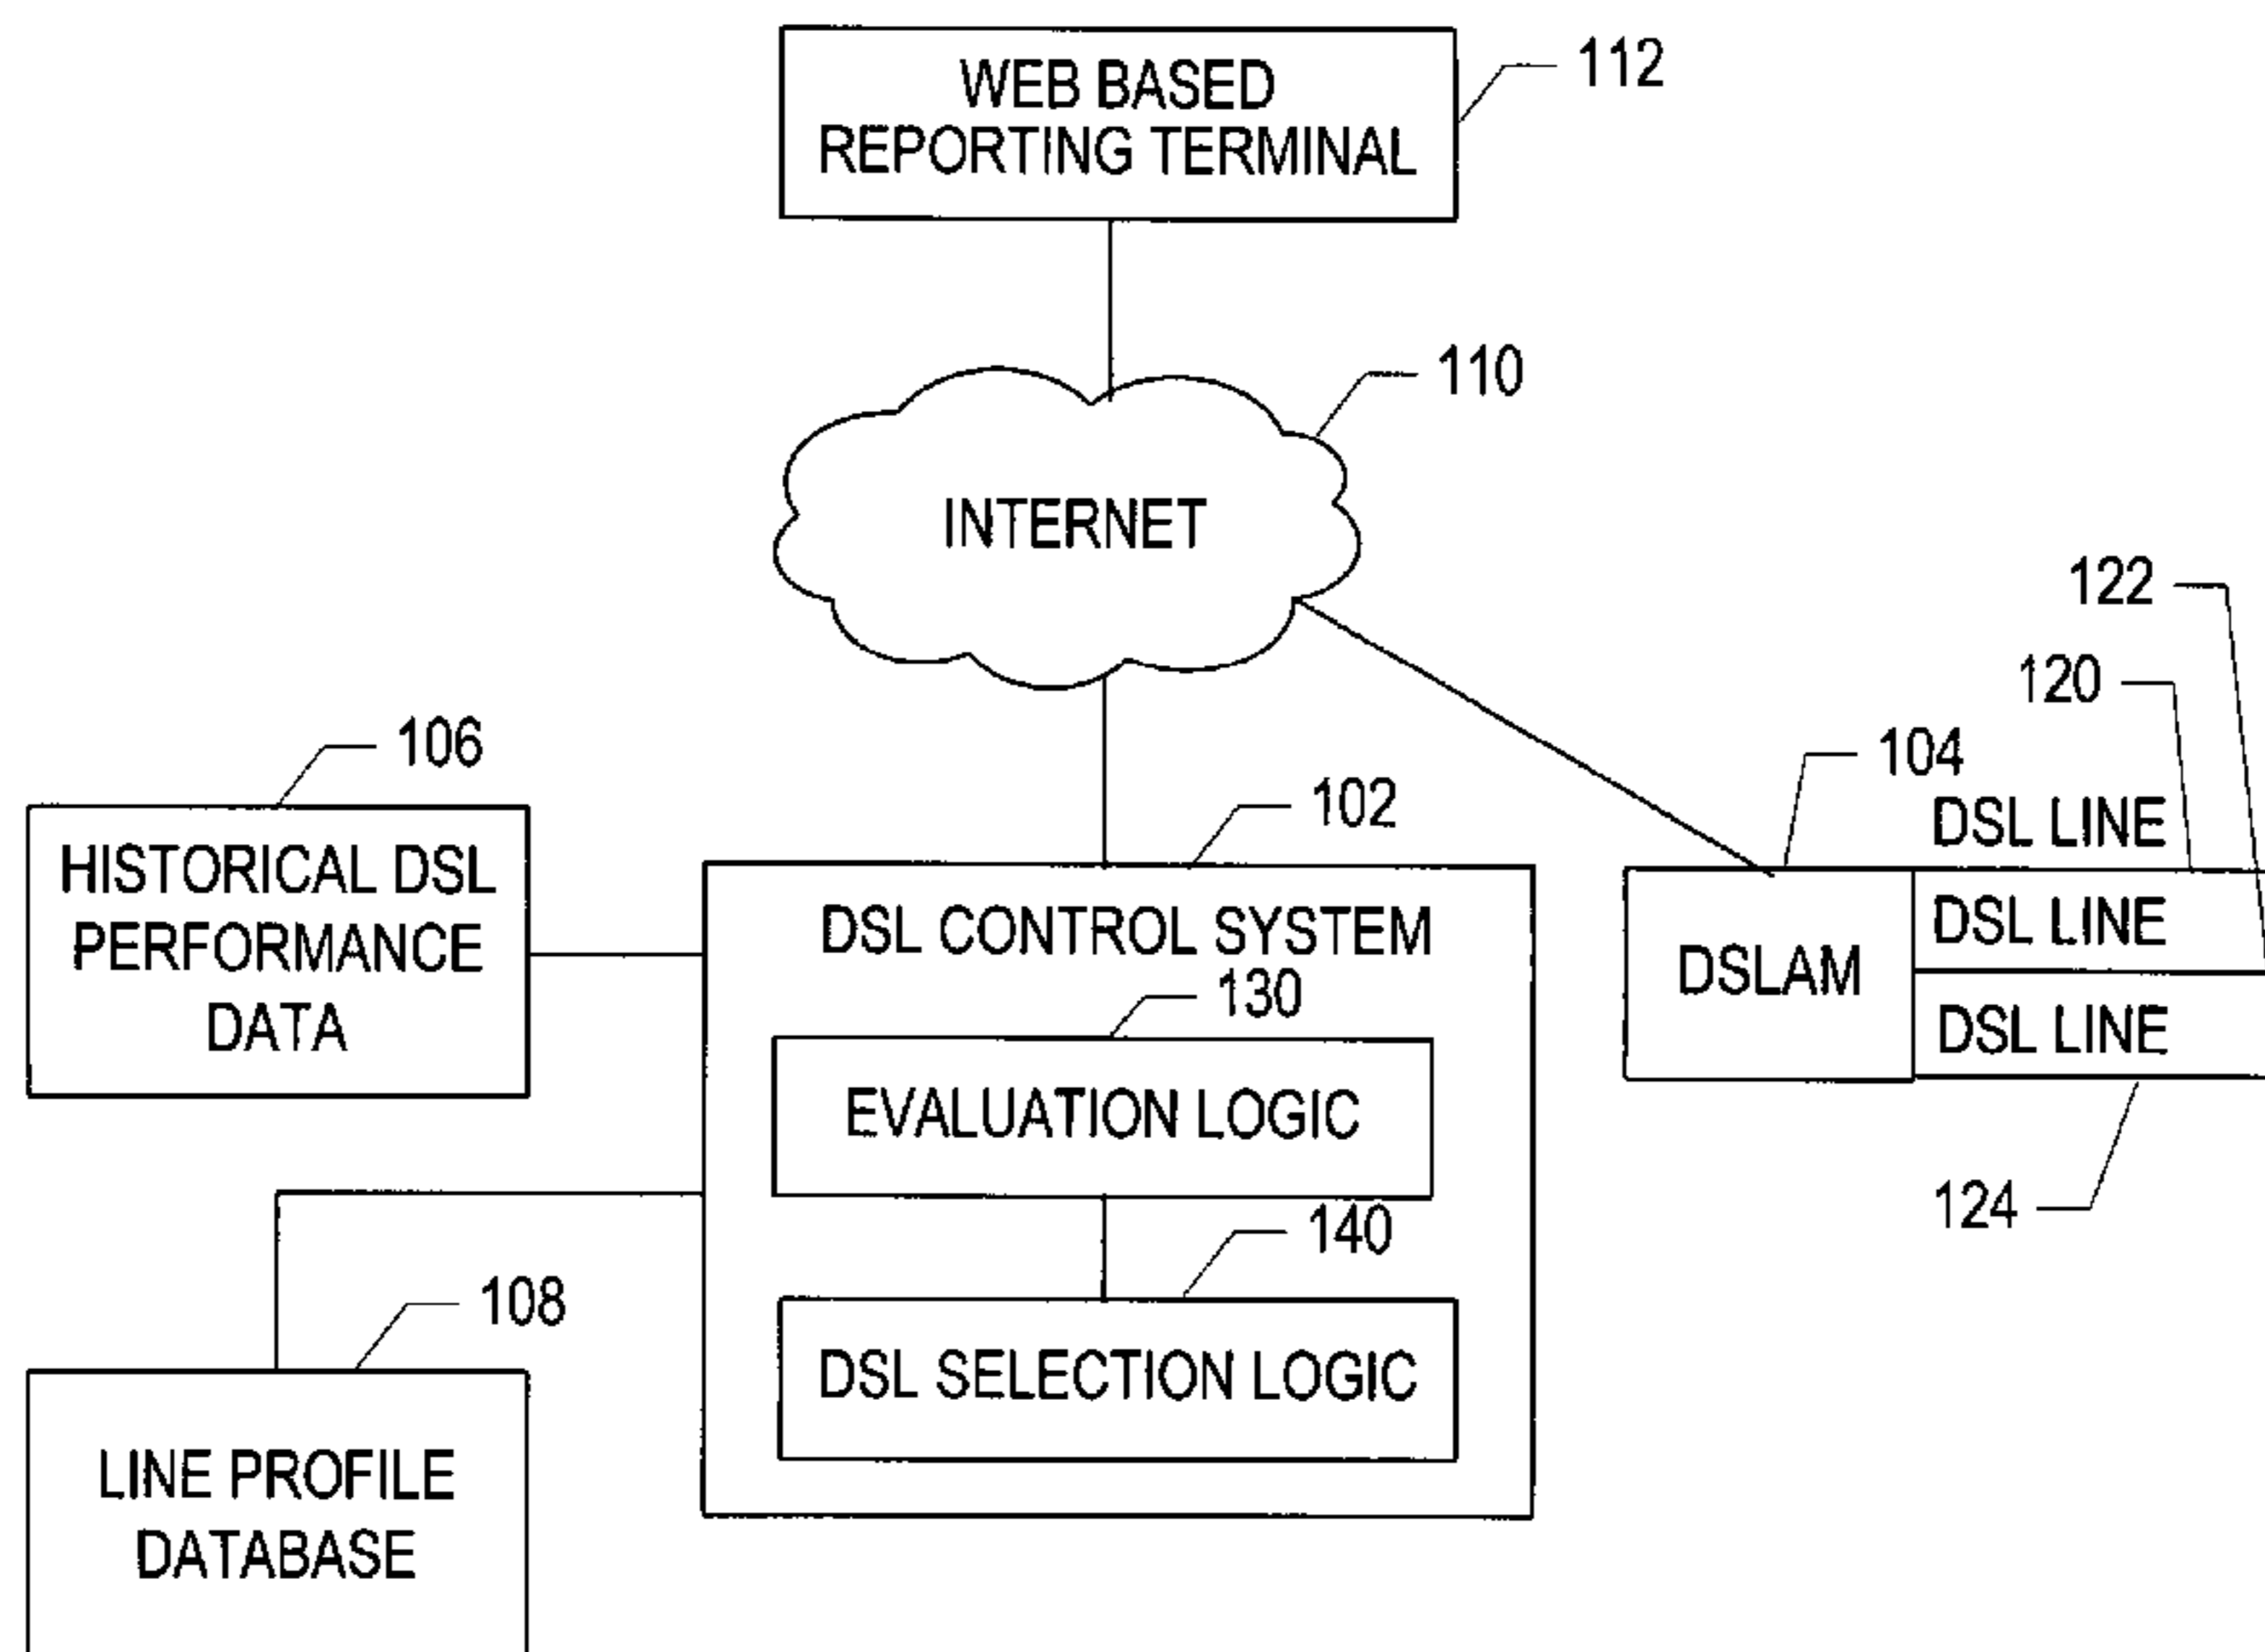 WEB BASED
REPORTING TERMINAL
112
110
INTERNET
122
120
106
104
102
DSL LINE
HISTORICAL DSL
PERFORMANCE
DATA
DSL CONTROL SYSTEM
DSLAM
DSL LINE
130
DSL LINE
EVALUATION LOGIC
124
140
108
DSL SELECTION LOGIC
LINE PROFILE
DATABASE